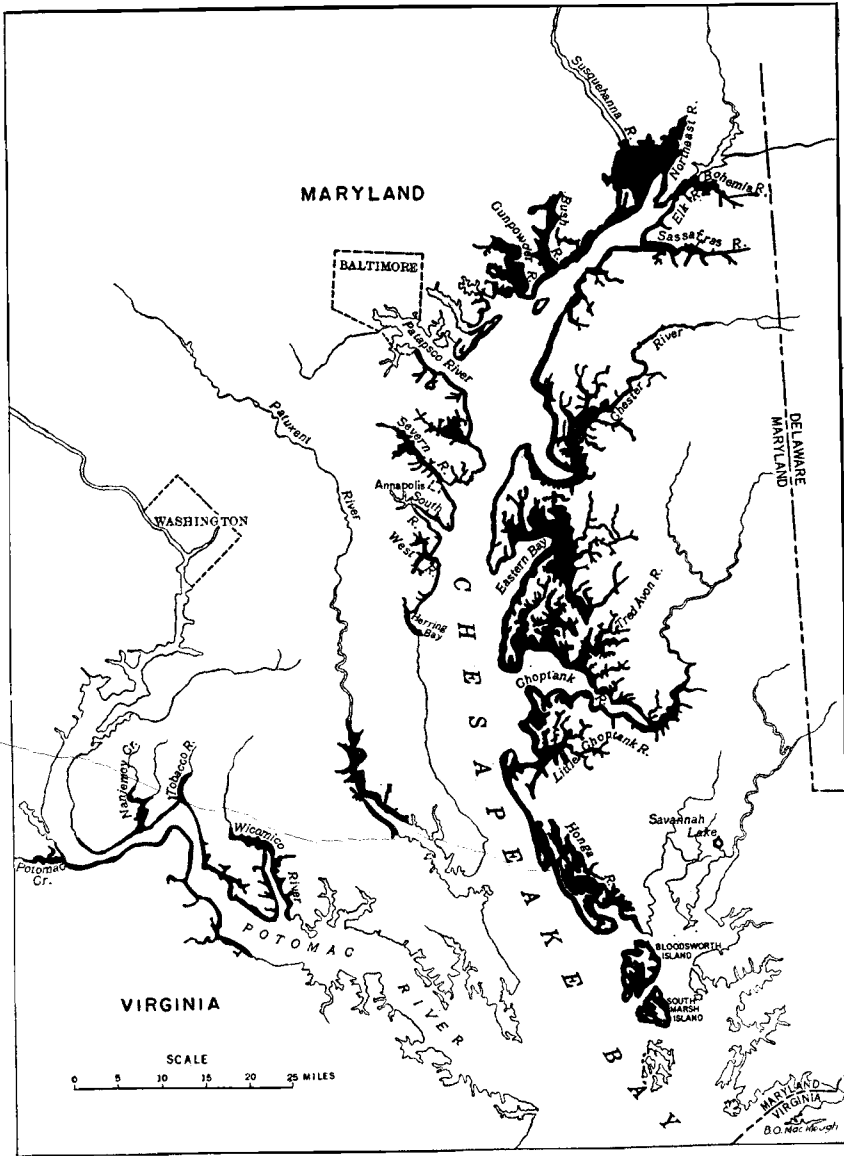 Susquehanna R.
Northeast R.
MARYLAND
Bohemia R.
Elk R.
Bush R.
Gunpowder R.
Sassafras R.
BALTIMORE
Patapsco River
Chester River
Patuxent River
Severn R.
DELAWARE
MARYLAND
Annapolis L.
South R.
WASHINGTON
West R.
Eastern Bay
Tred Avon R.
Herring Bay
CHESAPEAKE BAY
Choptank R.
Little Choptank R.
Nanjemoy Cr.
Tobacco R.
Wicomico River
Savannah Lake
Honga R.
Potomac Cr.
POTOMAC RIVER
BLOODSWORTH ISLAND
SOUTH MARSH ISLAND
VIRGINIA
SCALE
0 5 10 15 20 25 MILES
MARYLAND
VIRGINIA